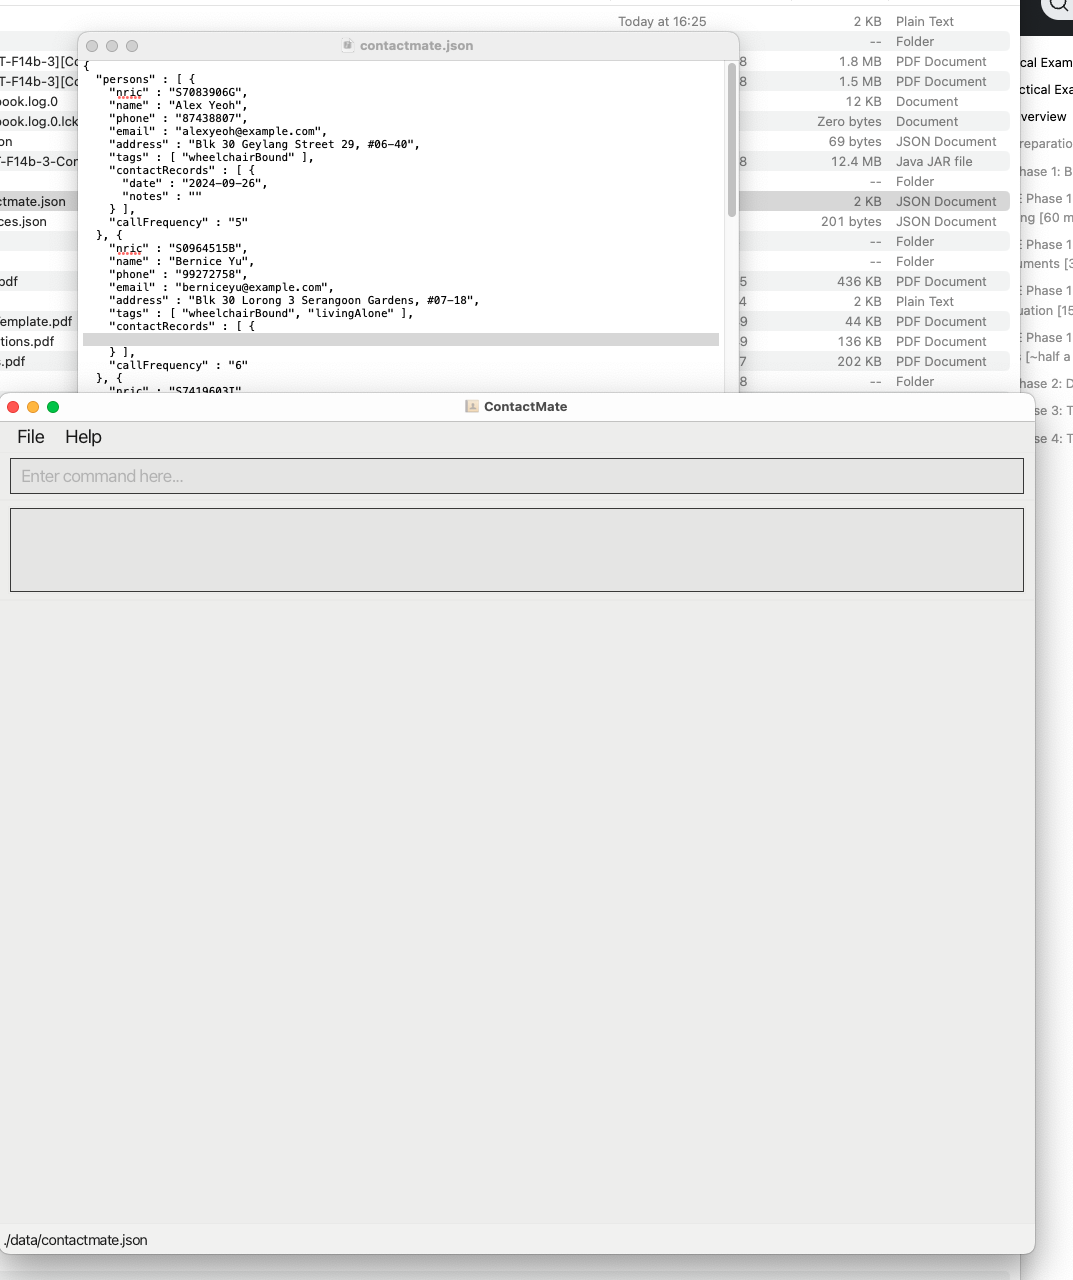 Today at 16:25 2 KB Plain Text
-- Folder
contactmate.json
T-F14b-3][Cc 8 1.8 MB PDF Document
T-F14b-3][Cc 8 1.5 MB PDF Document
ook.log.0 12 KB Document
ook.log.0.lck Zero bytes Document
on 69 bytes JSON Document
T-F14b-3-Cor 8 12.4 MB Java JAR file
-- Folder
ctmate.json 2 KB JSON Document
ces.json 201 bytes JSON Document
-- Folder
-- Folder
pdf 5 436 KB PDF Document
4 2 KB Plain Text
emplate.pdf 9 44 KB PDF Document
tions.pdf 9 136 KB PDF Document
s.pdf 7 202 KB PDF Document
8 -- Folder
{
"persons" : [ {
"nric" : "S7083906G",
"name" : "Alex Yeoh",
"phone" : "87438807",
"email" : "alexyeoh@example.com",
"address" : "Blk 30 Geylang Street 29, #06-40",
"tags" : [ "wheelchairBound" ],
"contactRecords" : [ {
"date" : "2024-09-26",
"notes" : ""
} ],
"callFrequency" : "5"
}, {
"nric" : "S0964515B",
"name" : "Bernice Yu",
"phone" : "99272758",
"email" : "berniceyu@example.com",
"address" : "Blk 30 Lorong 3 Serangoon Gardens, #07-18",
"tags" : [ "wheelchairBound", "livingAlone" ],
"contactRecords" : [ {
} ],
"callFrequency" : "6"
}, {
"nric" : "S7419603I"
cal Exam
ctical Exa
verview
reparatio
hase 1: B
E Phase 1
ng [60 m
E Phase 1
uments [3
E Phase 1
uation [15
E Phase 1
s [~half a
hase 2: D
se 3: T
se 4: T
ContactMate
File Help
Enter command here...
./data/contactmate.json